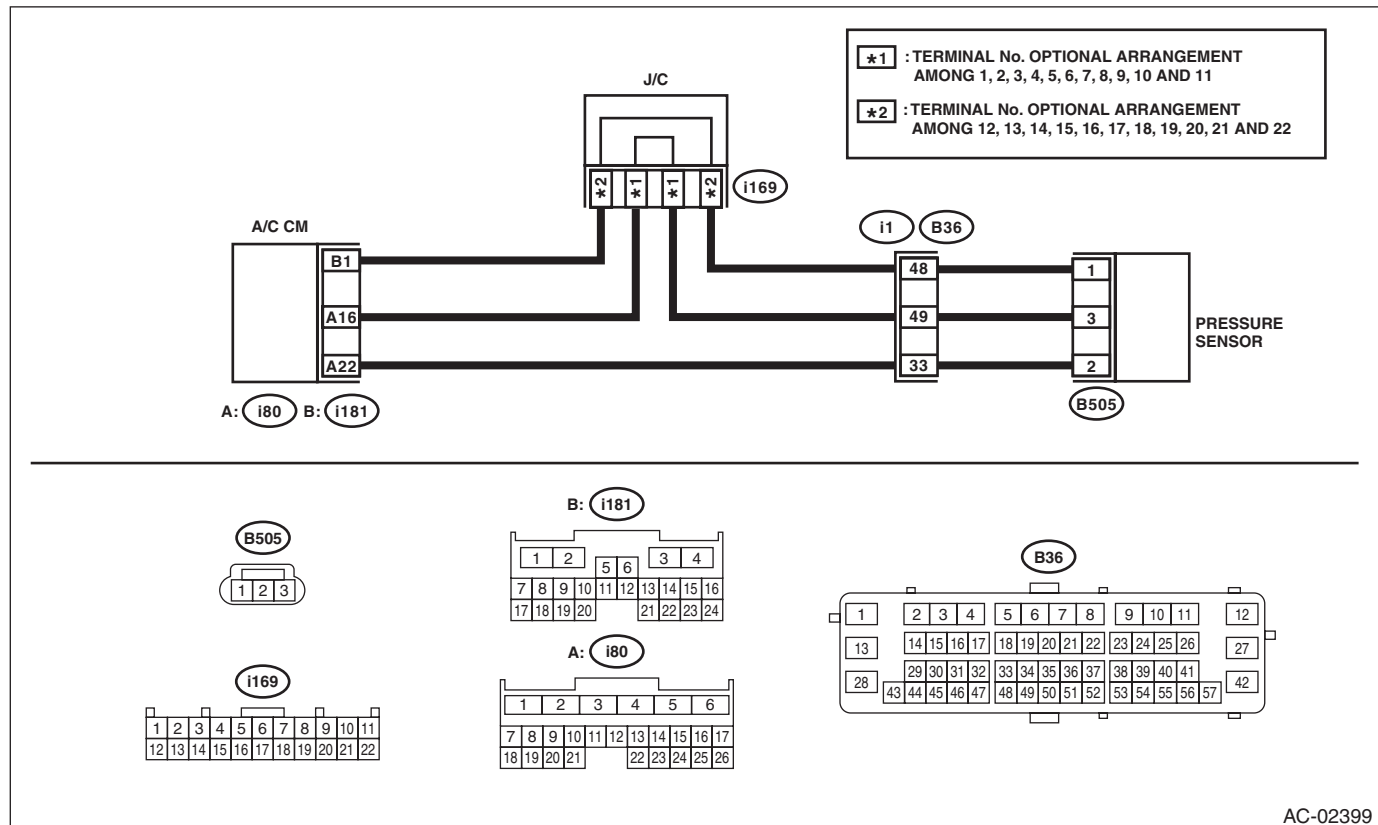 *1 : TERMINAL No. OPTIONAL ARRANGEMENT
AMONG 1, 2, 3, 4, 5, 6, 7, 8, 9, 10 AND 11
*2 : TERMINAL No. OPTIONAL ARRANGEMENT
AMONG 12, 13, 14, 15, 16, 17, 18, 19, 20, 21 AND 22
J/C
*2 *1 *1 *2
i169
A/C CM
i1 B36
B1
A16
A22
48
49
33
1
3
2
PRESSURE
SENSOR
A: i80 B: i181
B505
B505
1 2 3
i169
1 2 3 4 5 6 7 8 9 10 11
12 13 14 15 16 17 18 19 20 21 22
B: i181
1 2 3 4
5 6
7 8 9 10 11 12 13 14 15 16
17 18 19 20 21 22 23 24
A: i80
1 2 3 4 5 6
7 8 9 10 11 12 13 14 15 16 17
18 19 20 21 22 23 24 25 26
B36
1 2 3 4 5 6 7 8 9 10 11 12
13 14 15 16 17 18 19 20 21 22 23 24 25 26 27
28 29 30 31 32 33 34 35 36 37 38 39 40 41 42
43 44 45 46 47 48 49 50 51 52 53 54 55 56 57
AC-02399